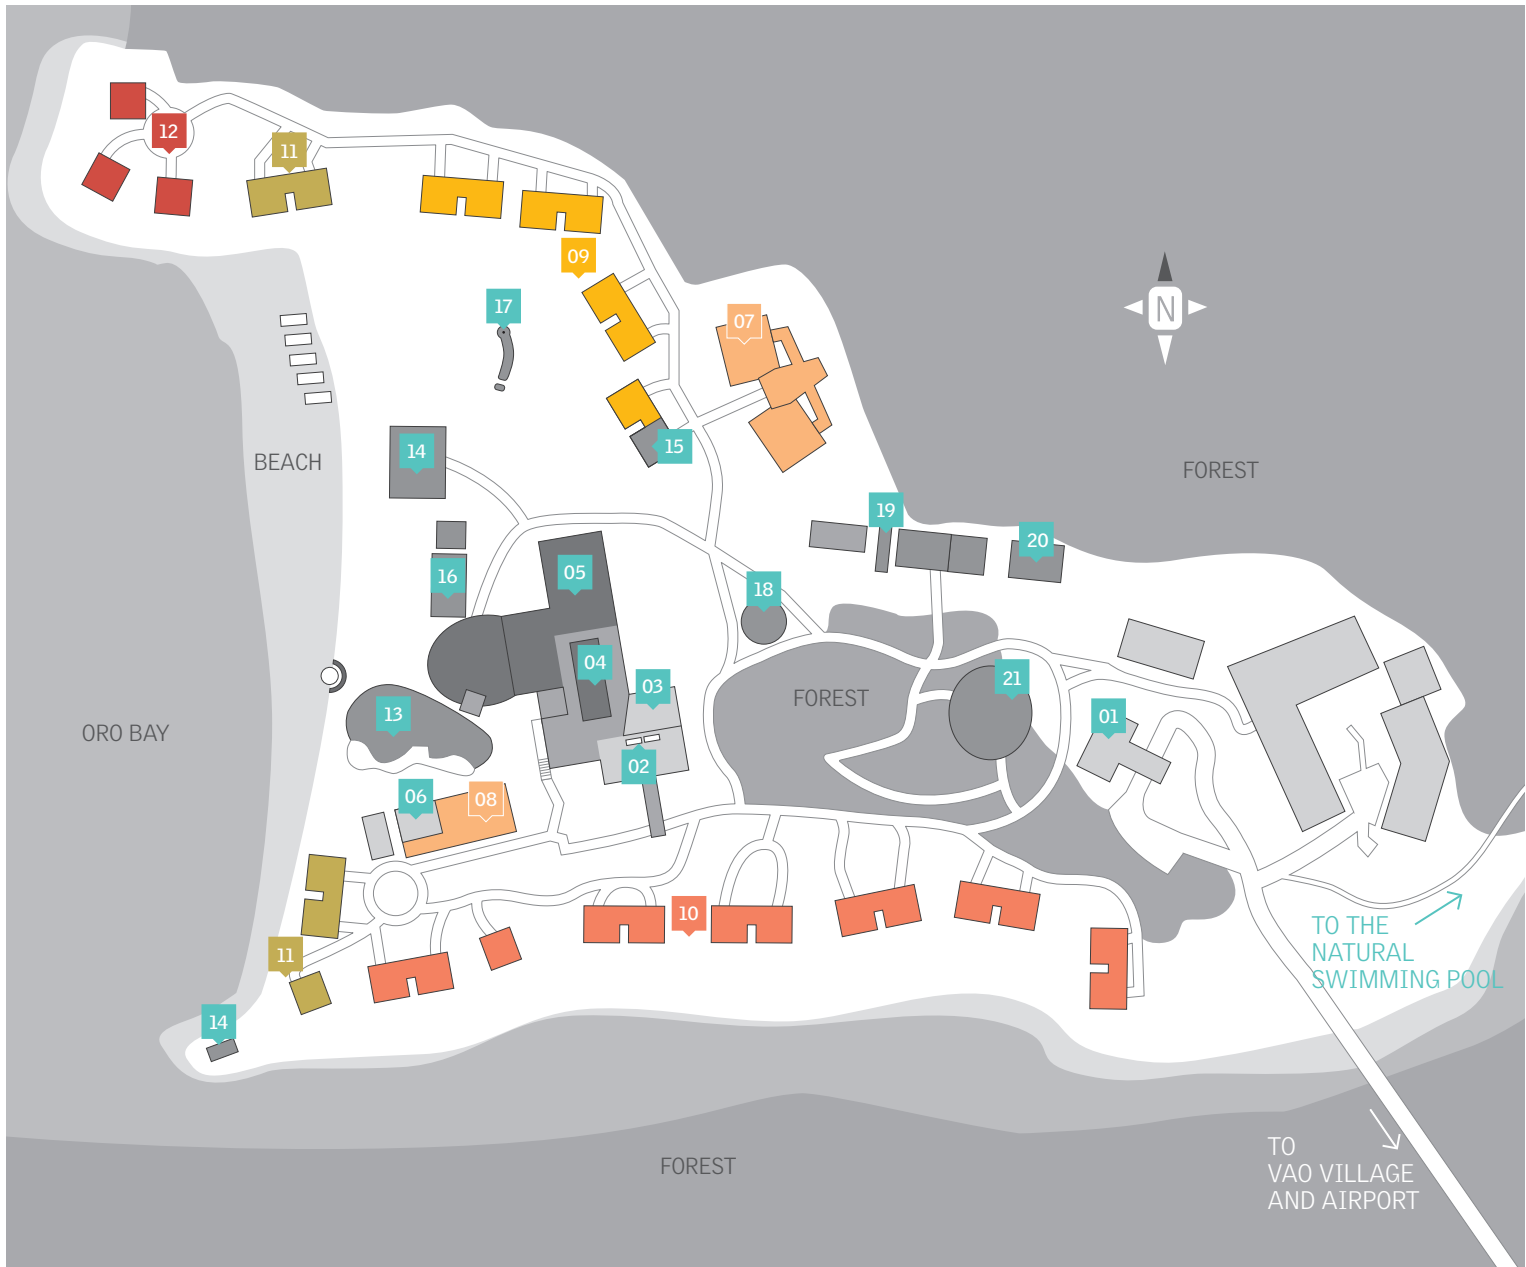 12
11
09
17
07
N
14
15
BEACH
FOREST
19
20
05
16
18
04
03
21
FOREST
13
01
ORO BAY
02
06
08
10
11
TO THE
NATURAL
SWIMMING POOL
14
TO
VAO VILLAGE
AND AIRPORT
FOREST